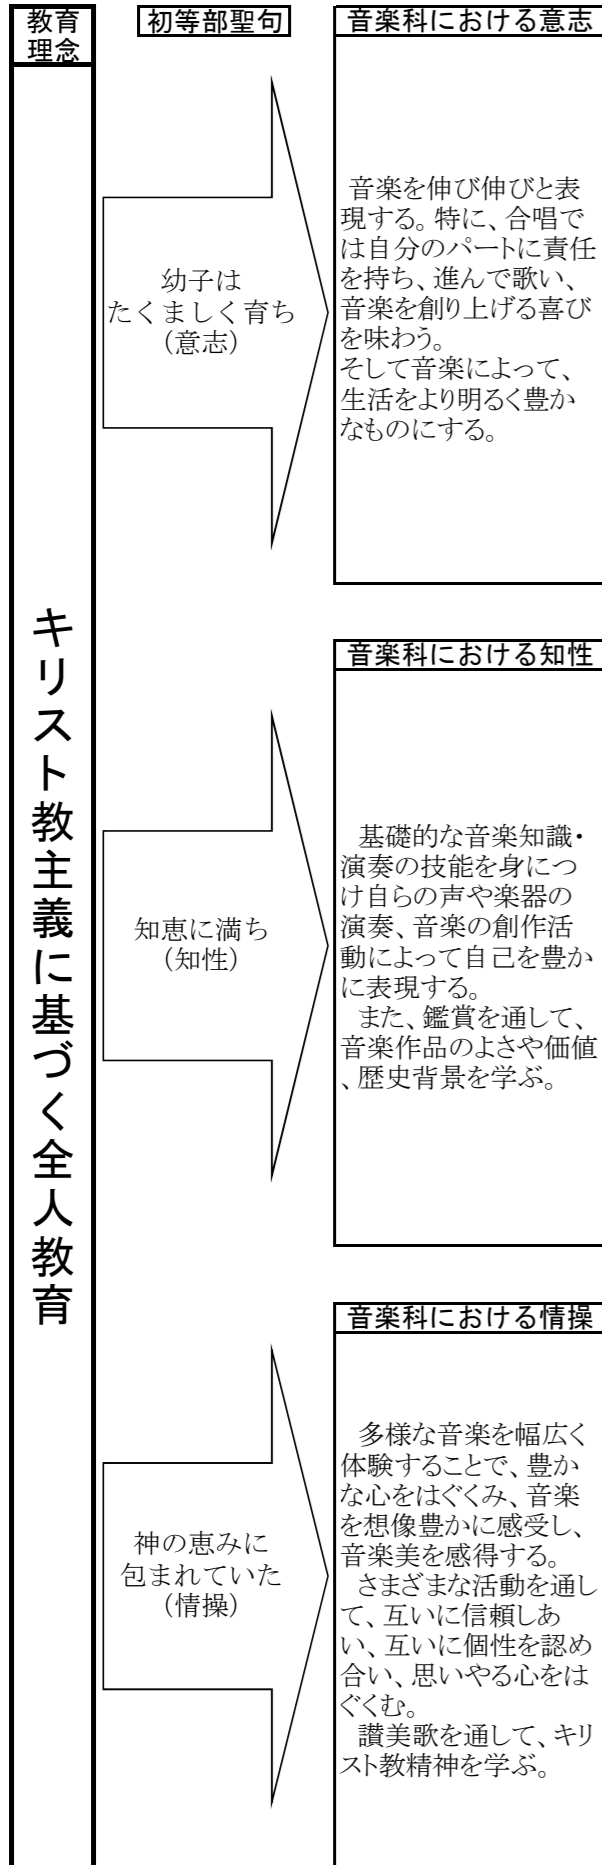 教育
理念
キリスト教主義に基づく全人教育
初等部聖句
幼子は
たくましく育ち
（意志）
知恵に満ち
（知性）
神の恵みに
包まれていた
（情操）
音楽科における意志
音楽を伸び伸びと表
現する。特に、合唱で
は自分のパートに責任
を持ち、進んで歌い、
音楽を創り上げる喜び
を味わう。
そして音楽によって、
生活をより明るく豊か
なものにする。
音楽科における知性
基礎的な音楽知識・
演奏の技能を身につ
け自らの声や楽器の
演奏、音楽の創作活
動によって自己を豊か
に表現する。
また、鑑賞を通して、
音楽作品のよさや価値
、歴史背景を学ぶ。
音楽科における情操
多様な音楽を幅広く
体験することで、豊か
な心をはぐくみ、音楽
を想像豊かに感受し、
音楽美を感得する。
さまざまな活動を通し
て、互いに信頼しあ
い、互いに個性を認め
合い、思いやる心をは
ぐくむ。
讃美歌を通して、キリ
スト教精神を学ぶ。